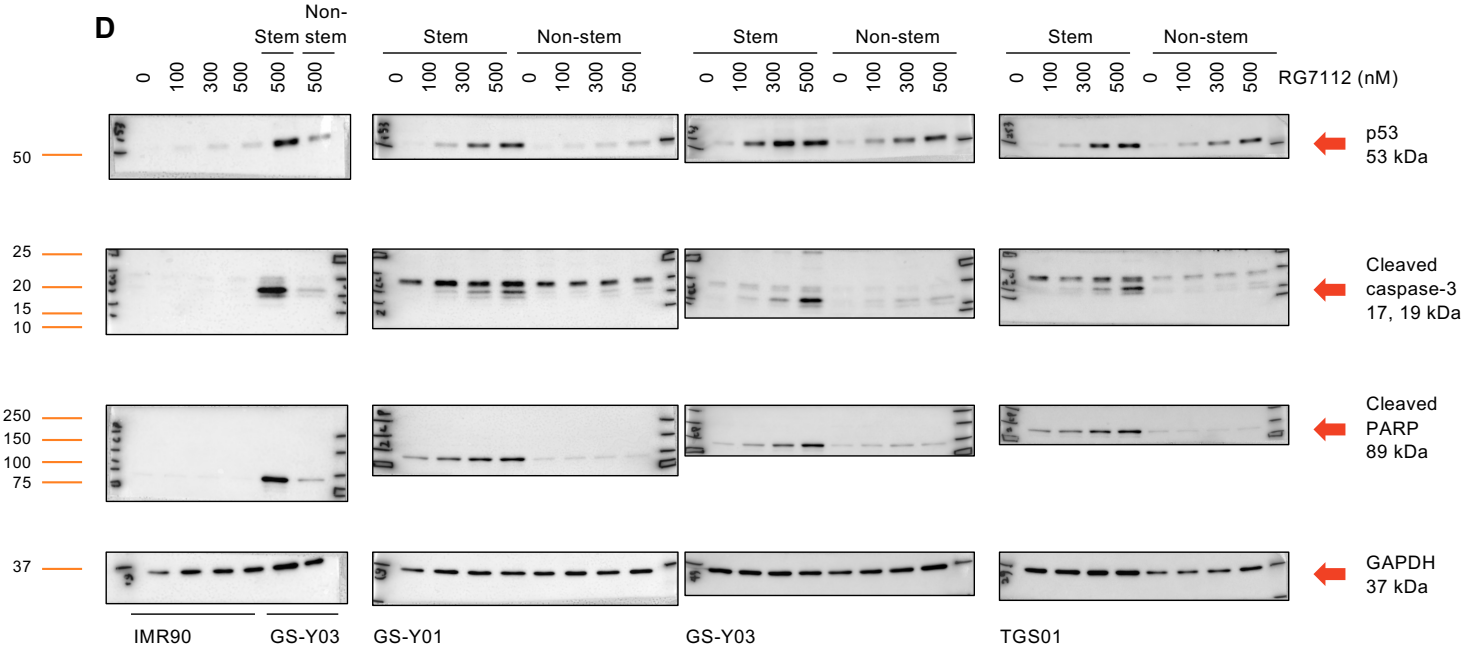 D
Stem
Non-
stem
Stem
Non-stem
Stem
Non-stem
Stem
Non-stem
0 100 300 500 500 500
0 100 300 500 0 100 300 500
0 100 300 500 0 100 300 500
0 100 300 500 0 100 300 500
RG7112 (nM)
50
p53
53 kDa
25
20
15
10
Cleaved
caspase-3
17, 19 kDa
250
150
100
75
Cleaved
PARP
89 kDa
37
GAPDH
37 kDa
IMR90
GS-Y03
GS-Y01
GS-Y03
TGS01